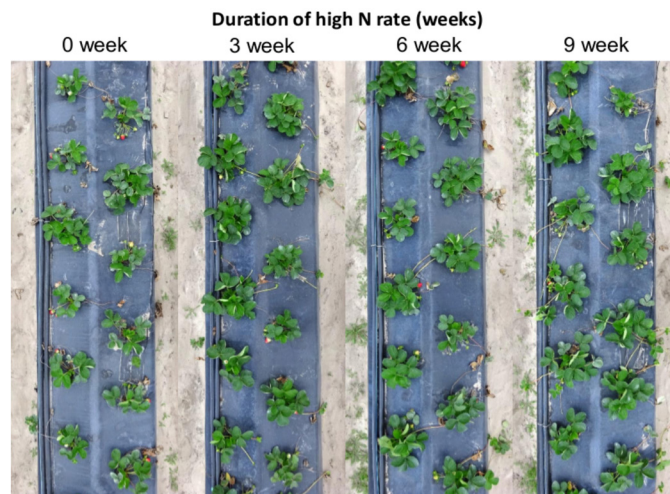 Duration of high N rate (weeks)
0 week
3 week
6 week
9 week